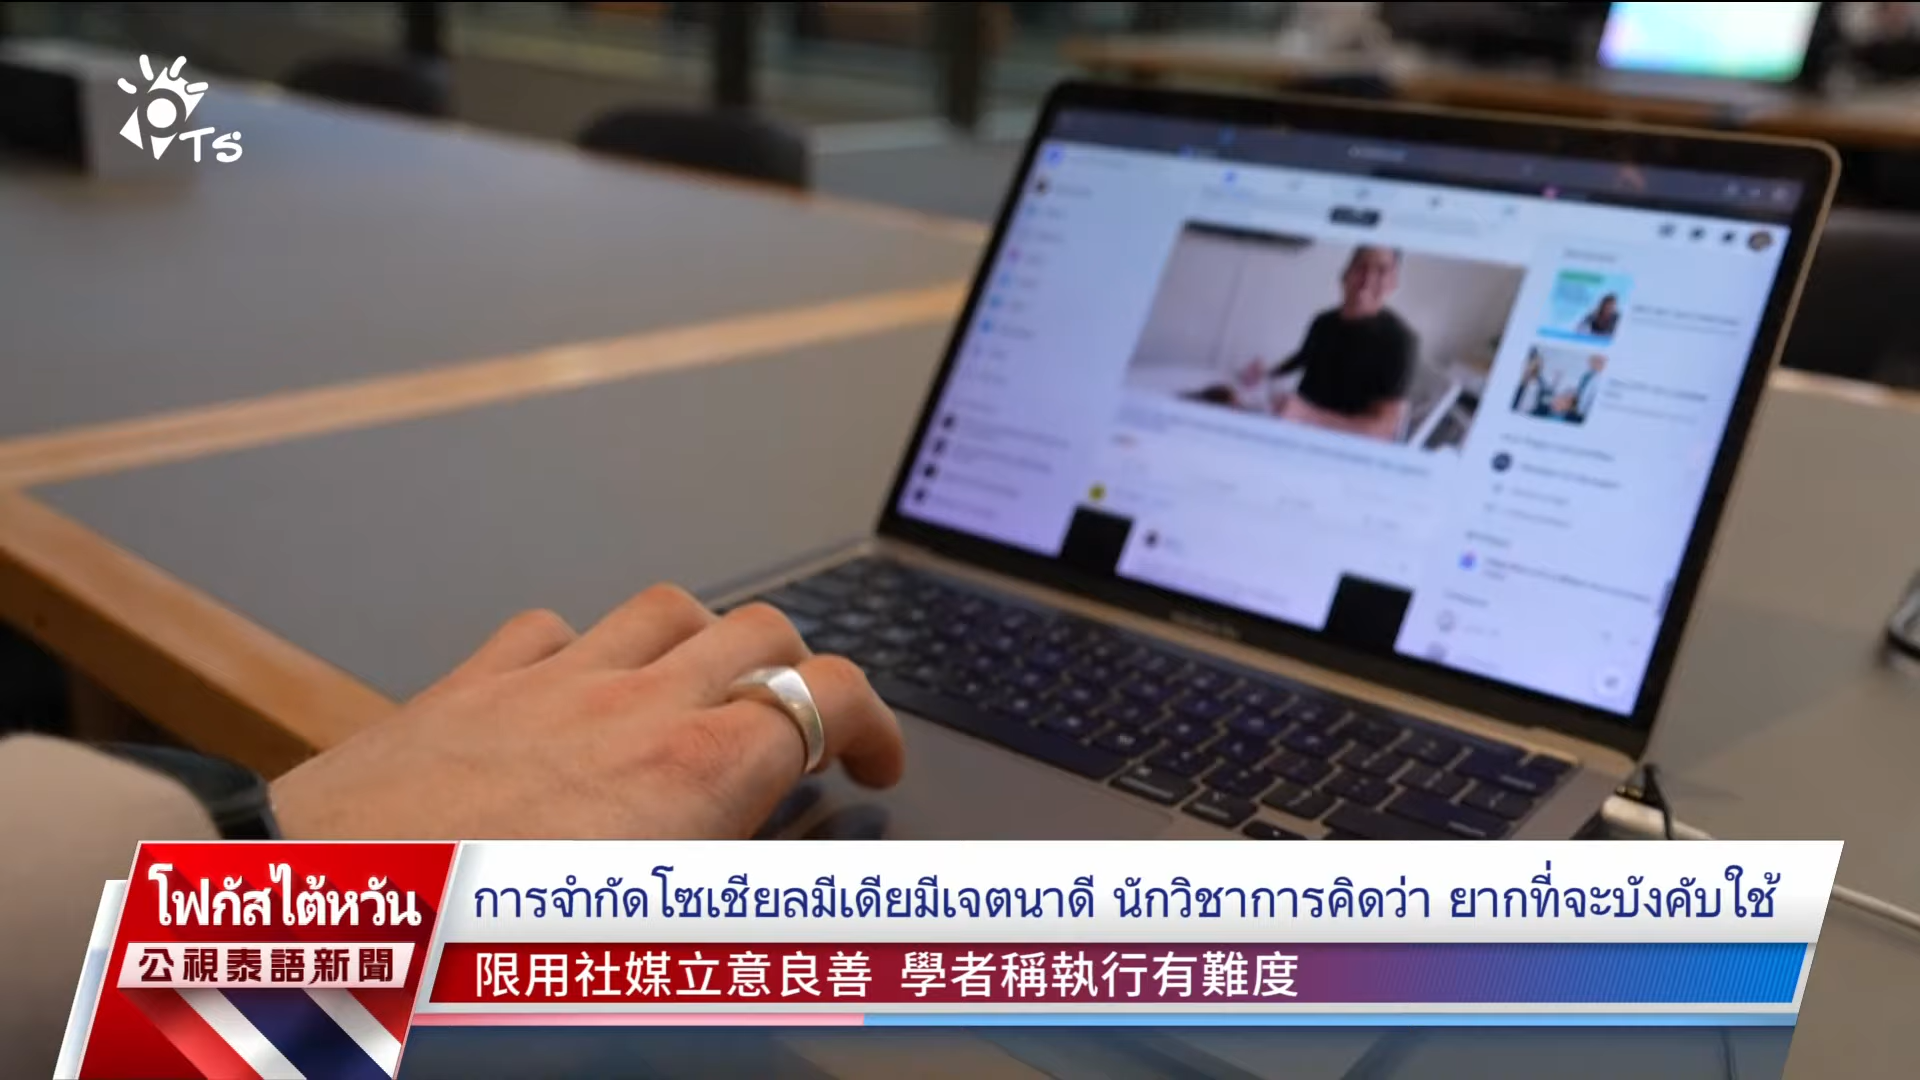 PTS
โฟกัสไต้หวัน
公視泰語新聞
การจำกัดโซเชียลมีเดียมีเจตนาดี นักวิชาการคิดว่า ยากที่จะบังคับใช้
限用社媒立意良善 學者稱執行有難度